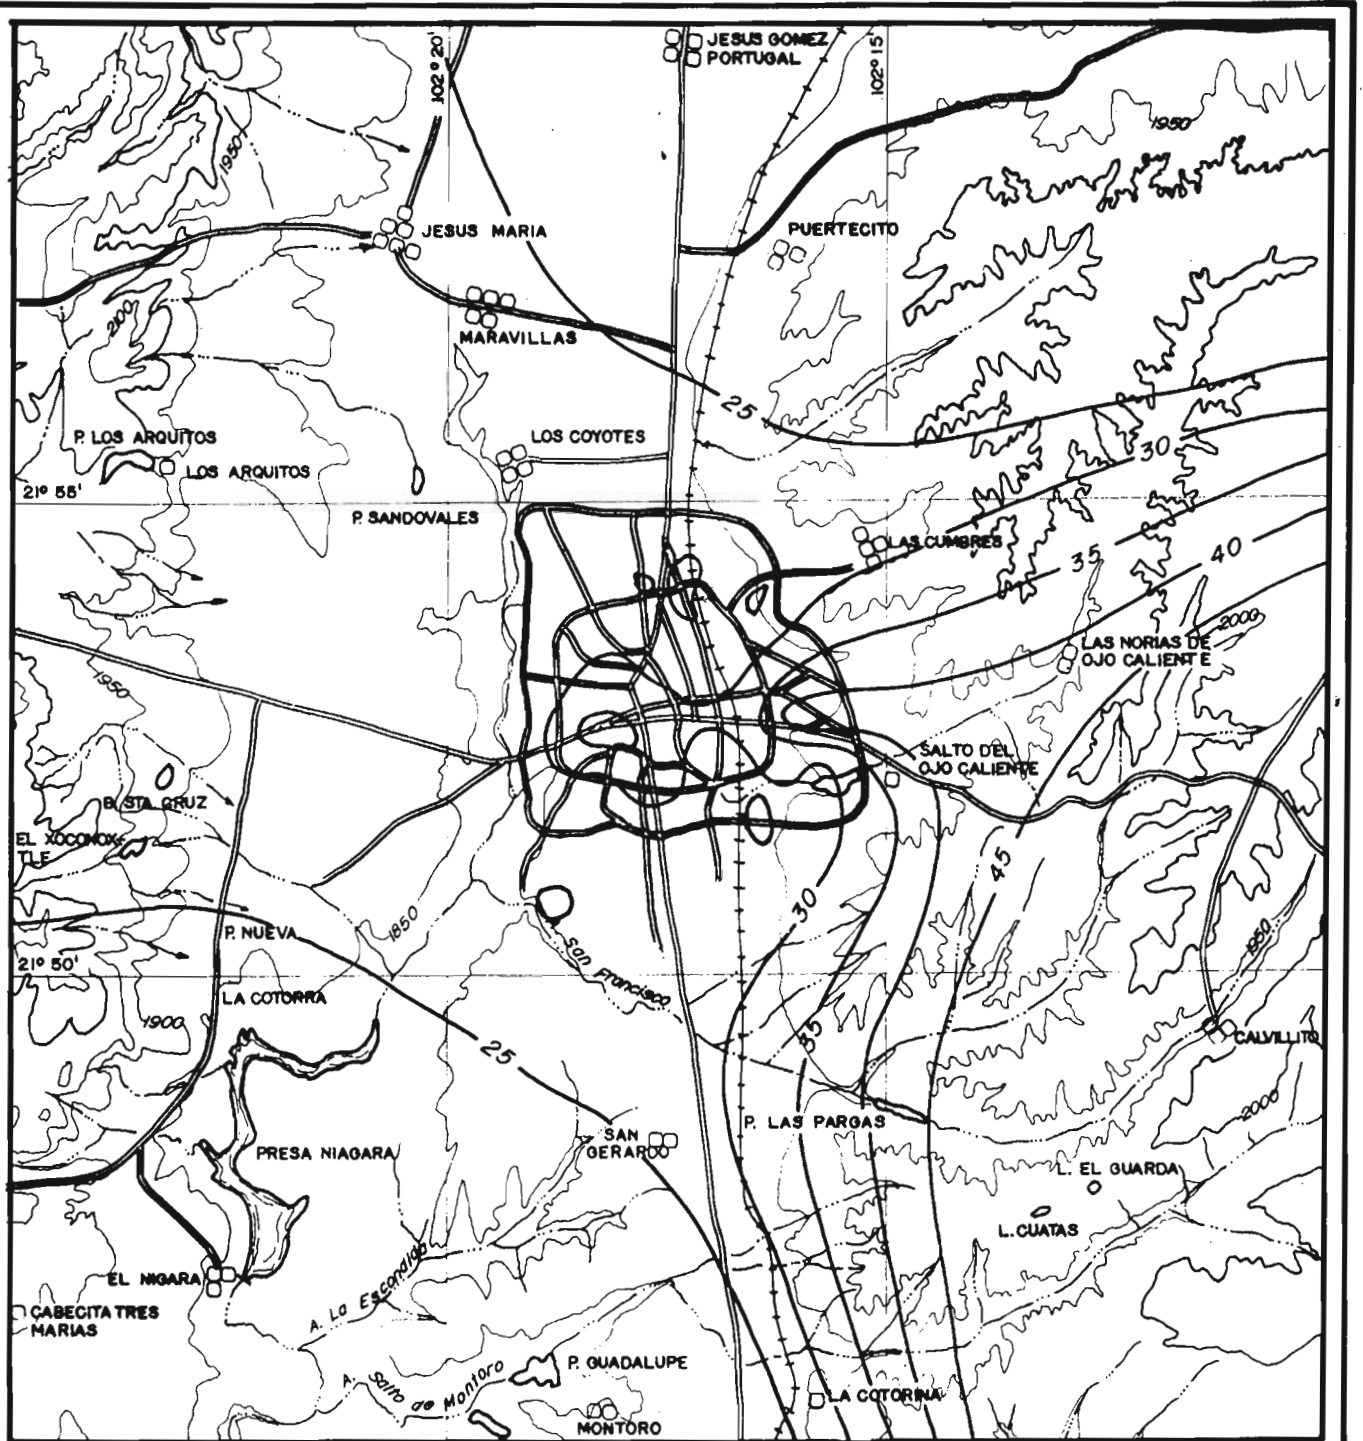 102° 20'
JESUS GOMEZ
PORTUGAL
102° 15'
1950
1950
JESUS MARIA
PUERTECITO
2100
MARAVILLAS
25
P. LOS ARQUITOS
LOS COYOTES
30
LOS ARQUITOS
21° 55'
P. SANDOVALES
LAS CUMBRES
35
40
2000
LAS NORIAS DE
OJO CALIENTE
1950
SALTO DEL
OJO CALIENTE
B. STA. CRUZ
EL XOCONOX-
TLE
45
30
1850
P. NUEVA
1950
San Francisco
21° 50'
LA COTORRA
1900
25
35
CALVILLITO
2000
P. LAS PARGAS
SAN
GERARDO
PRESA NIAGARA
L. EL GUARDA
L. CUATAS
EL NIGARA
A. La Escondida
CABECITA TRES
MARIAS
P. GUADALUPE
A. Salto de Montoro
LA COTORINA
MONTORO